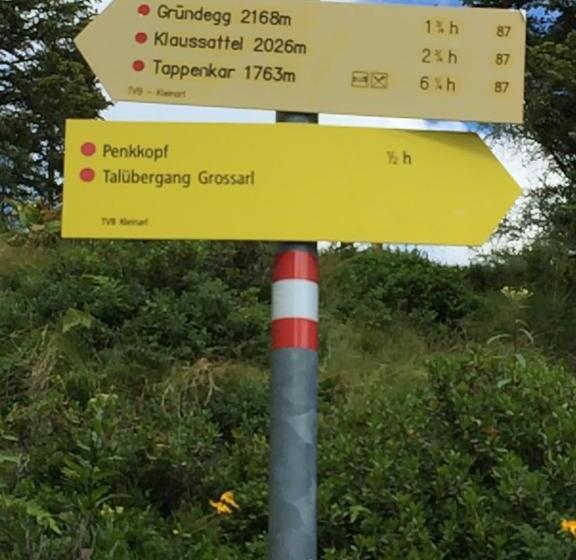 Gründegg 2168m 1 ¾ h 87
Klaussattel 2026m 2 ¾ h 87
Tappenkar 1763m 6 ¼ h 87
TVB - Kleinarl
Penkkopf ½ h
Talübergang Grossarl
TVB Kleinarl